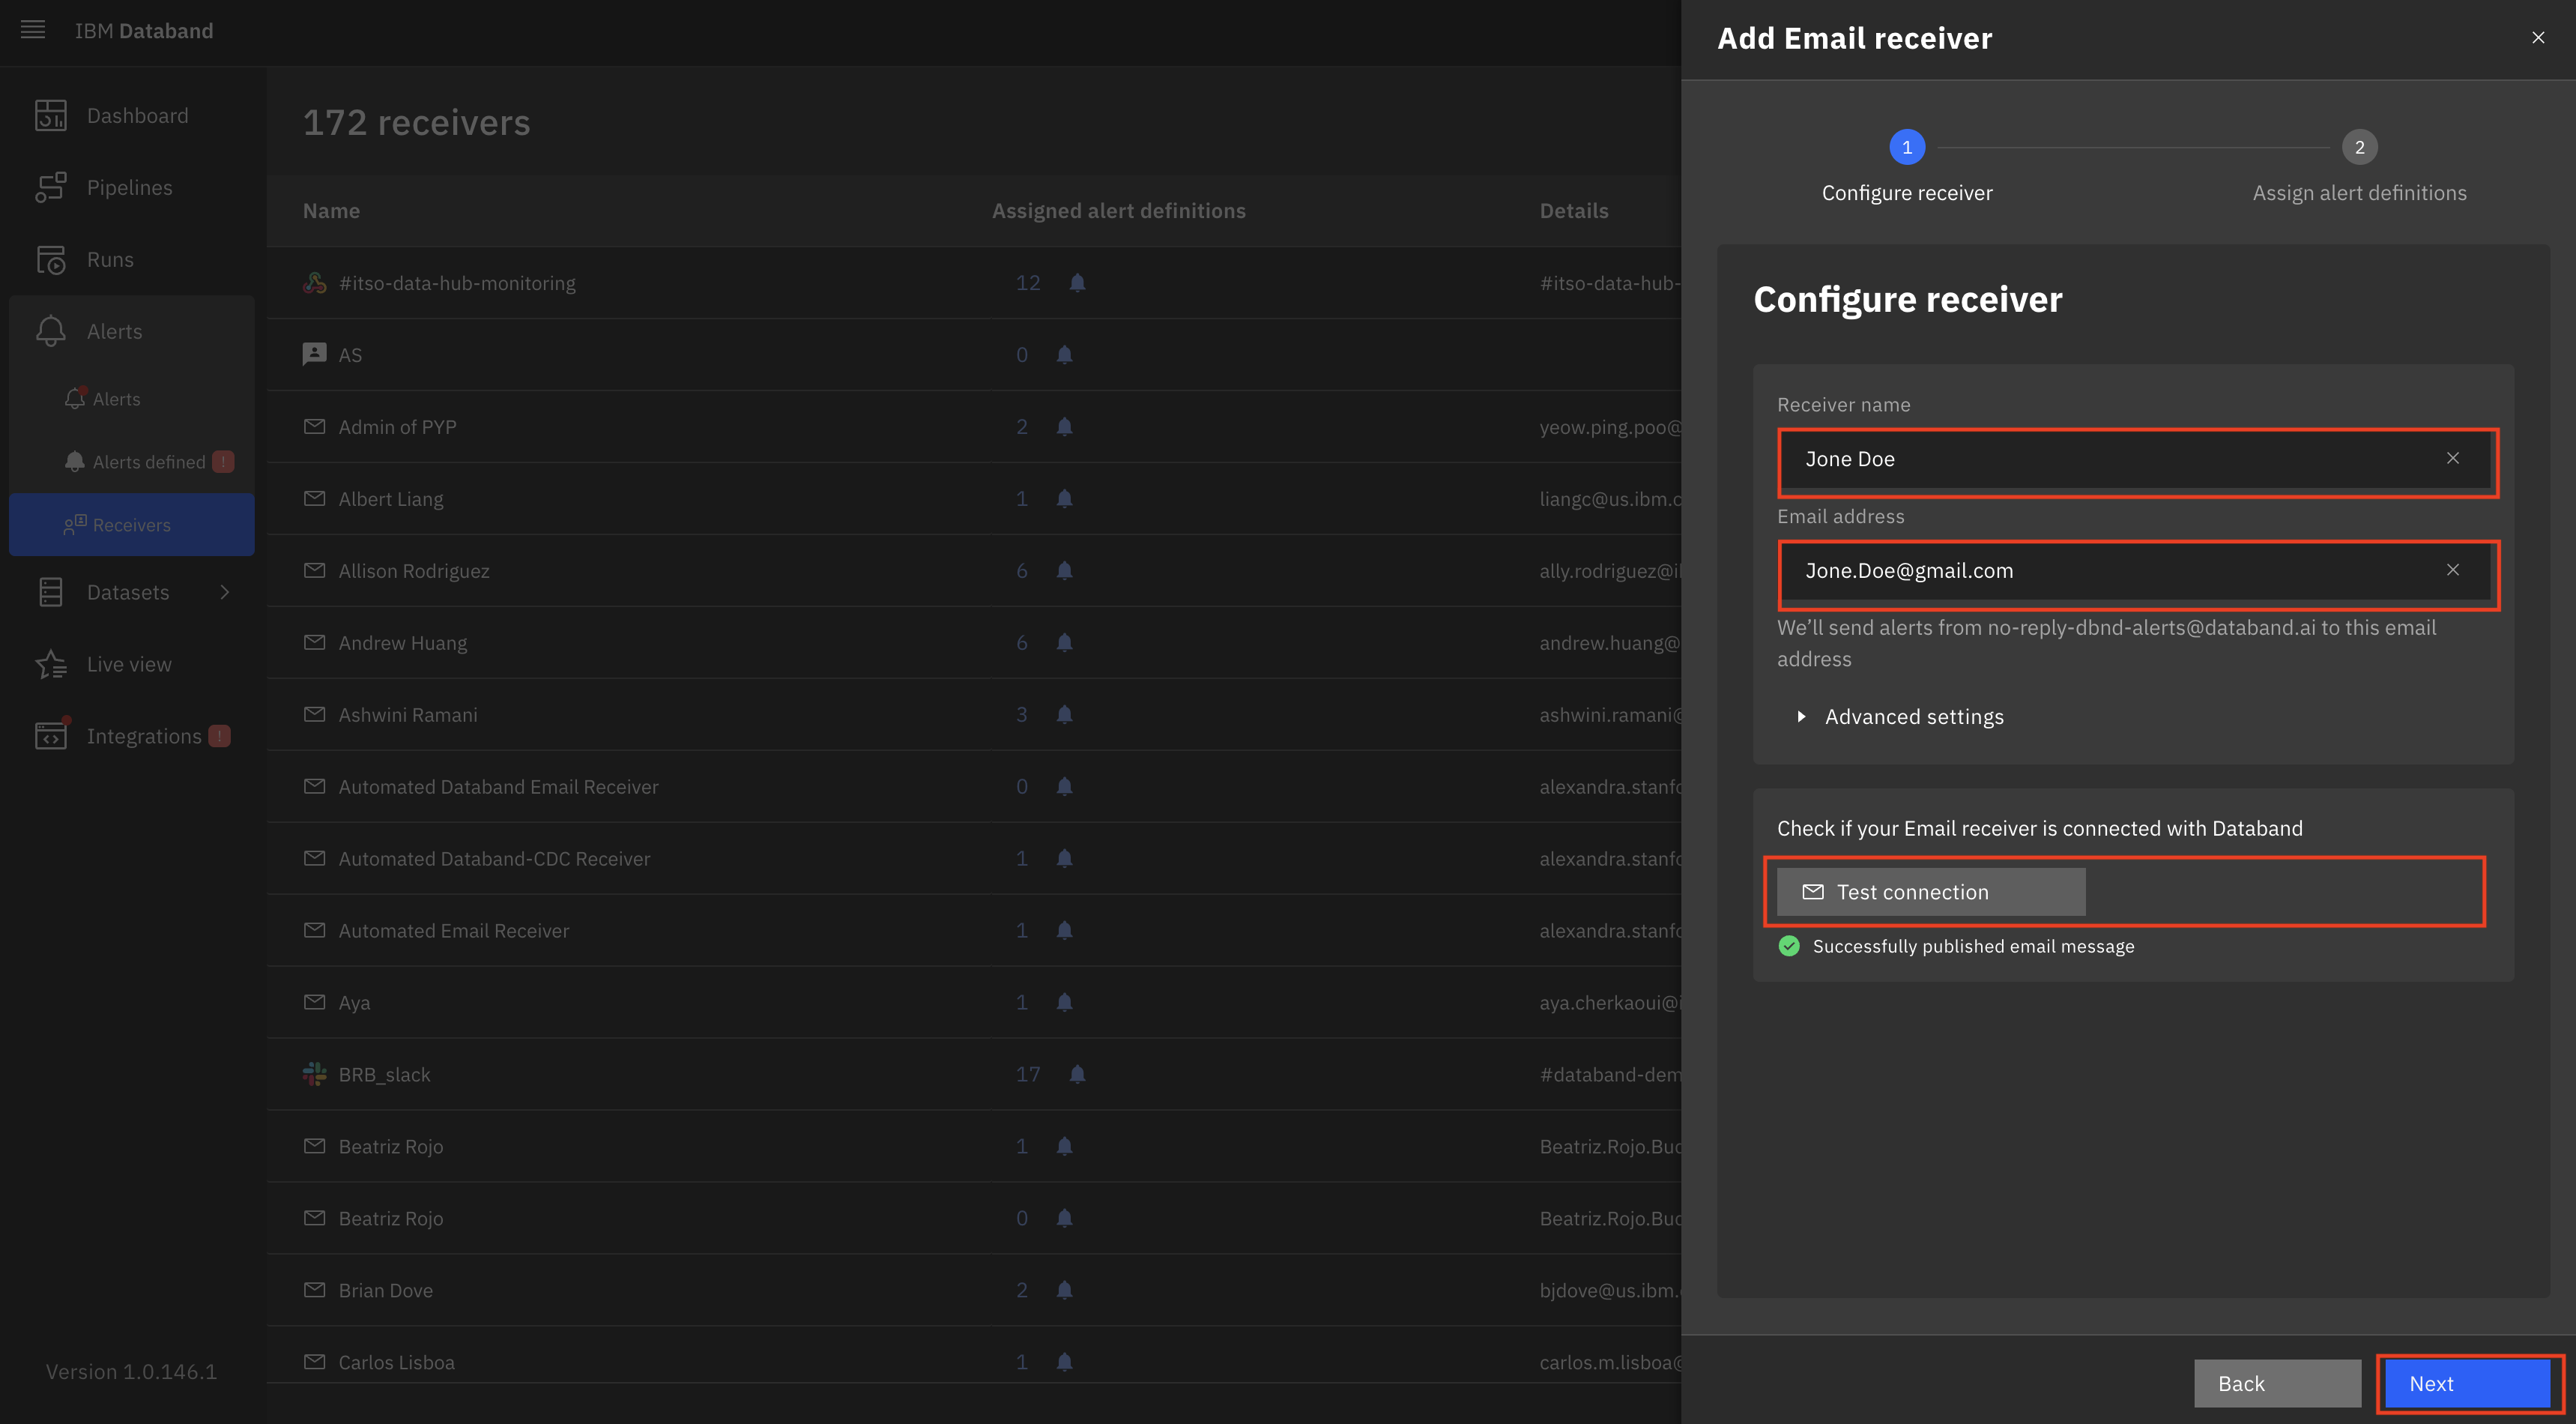 IBM Databand
Dashboard
Pipelines
Runs
Alerts
Alerts
Alerts defined !
Receivers
Datasets
Live view
Integrations !
Version 1.0.146.1
172 receivers
Name Assigned alert definitions Details
#itso-data-hub-monitoring 12 #itso-data-hub-
AS 0
Admin of PYP 2 yeow.ping.poo@
Albert Liang 1 liangc@us.ibm.c
Allison Rodriguez 6 ally.rodriguez@i
Andrew Huang 6 andrew.huang@
Ashwini Ramani 3 ashwini.ramani@
Automated Databand Email Receiver 0 alexandra.stanfo
Automated Databand-CDC Receiver 1 alexandra.stanfo
Automated Email Receiver 1 alexandra.stanfo
Aya 1 aya.cherkaoui@i
BRB_slack 17 #databand-dem
Beatriz Rojo 1 Beatriz.Rojo.Buc
Beatriz Rojo 0 Beatriz.Rojo.Buc
Brian Dove 2 bjdove@us.ibm.
Carlos Lisboa 1 carlos.m.lisboa@
Add Email receiver
1 2
Configure receiver Assign alert definitions
Configure receiver
Receiver name
Jone Doe
Email address
Jone.Doe@gmail.com
We’ll send alerts from no-reply-dbnd-alerts@databand.ai to this email
address
Advanced settings
Check if your Email receiver is connected with Databand
Test connection
Successfully published email message
Back Next